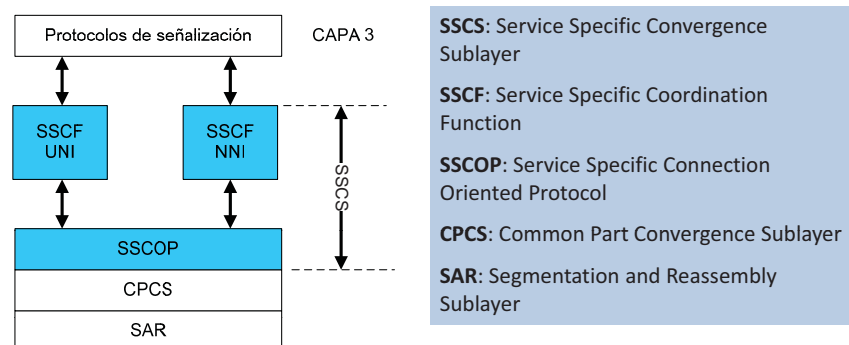 Protocolos de señalización
CAPA 3
SSCF
UNI
SSCF
NNI
SSCS
SSCOP
CPCS
SAR
SSCS: Service Specific Convergence
Sublayer
SSCF: Service Specific Coordination
Function
SSCOP: Service Specific Connection
Oriented Protocol
CPCS: Common Part Convergence Sublayer
SAR: Segmentation and Reassembly
Sublayer